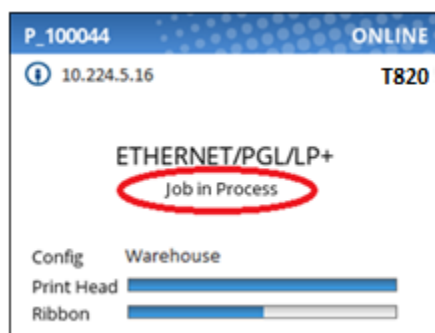 P_100044 ONLINE
10.224.5.16 T820
ETHERNET/PGL/LP+
Job in Process
Config Warehouse
Print Head
Ribbon